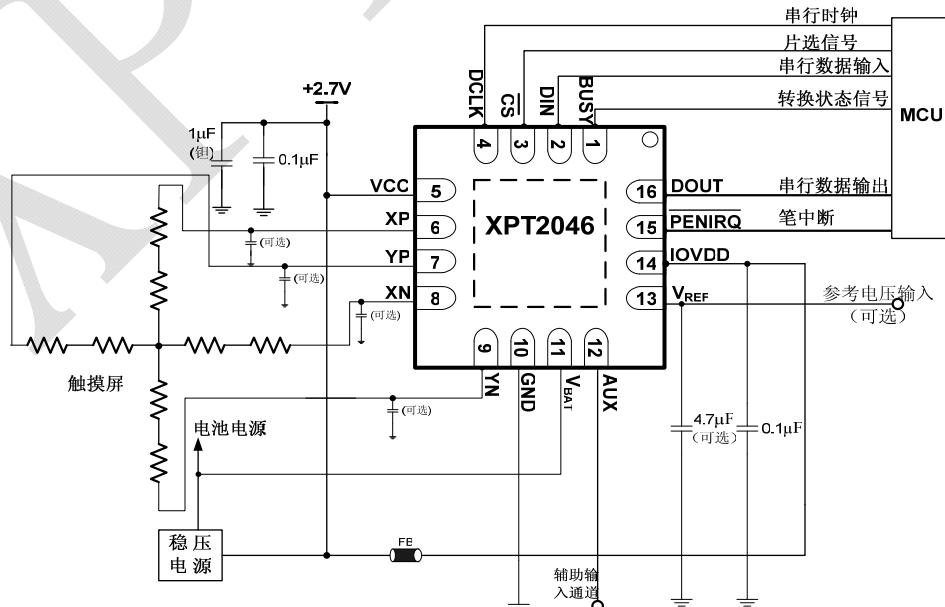 串行时钟
片选信号
串行数据输入
转换状态信号
MCU
+2.7V
DCLK
CS
DIN
BUSY
4
3
2
1
1μF
(钽)
0.1μF
VCC
5
XP
6
(可选)
YP
7
(可选)
XN
8
(可选)
XPT2046
16
DOUT
串行数据输出
15
PENIRQ
笔中断
14
IOVDD
13
VREF
参考电压输入
(可选)
9
10
11
12
YN
GND
VBAT
AUX
触摸屏
(可选)
电池电源
4.7μF
(可选)
0.1μF
稳压
电源
FB
辅助输
入通道